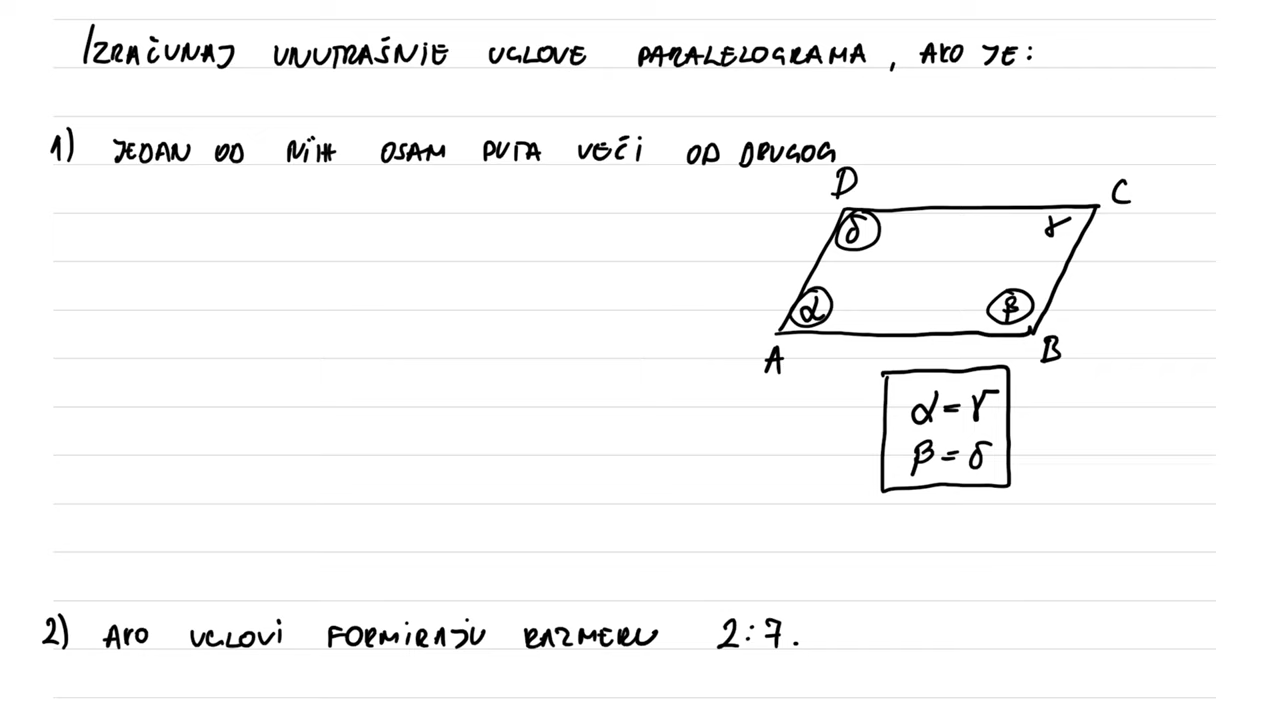 IZRAČUNAJ UNUTRAŠNJE UGLOVE PARALELOGRAMA, AKO JE:
1) JEDAN OD NJIH OSAM PUTA VEĆI OD DRUGOG
D
C
δ
γ
α
β
A
B
α = γ
β = δ
2) AKO UGLOVI FORMIRAJU RAZMERU 2:7.